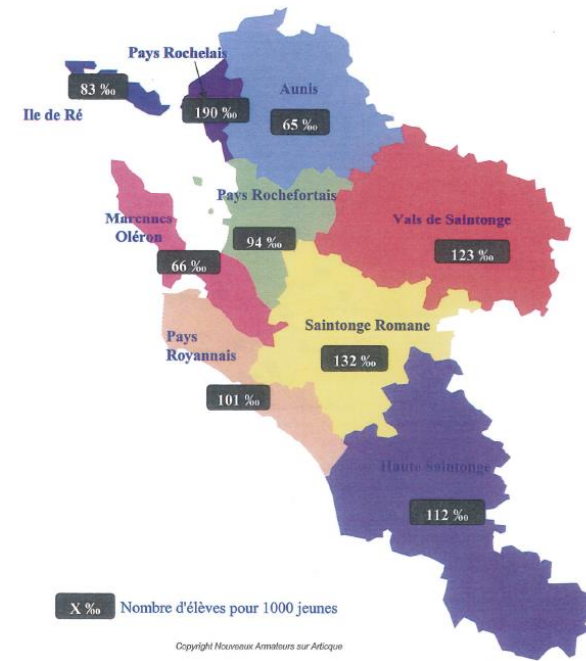 Pays Rochelais
83 ‰
Ile de Ré
190 ‰
Aunis
65 ‰
Pays Rochefortais
94 ‰
Marennes
Oléron
66 ‰
Vals de Saintonge
123 ‰
Saintonge Romane
132 ‰
Pays
Royannais
101 ‰
Haute Saintonge
112 ‰
X ‰ Nombre d'élèves pour 1000 jeunes
Copyright Nouveaux Armateurs sur Articque